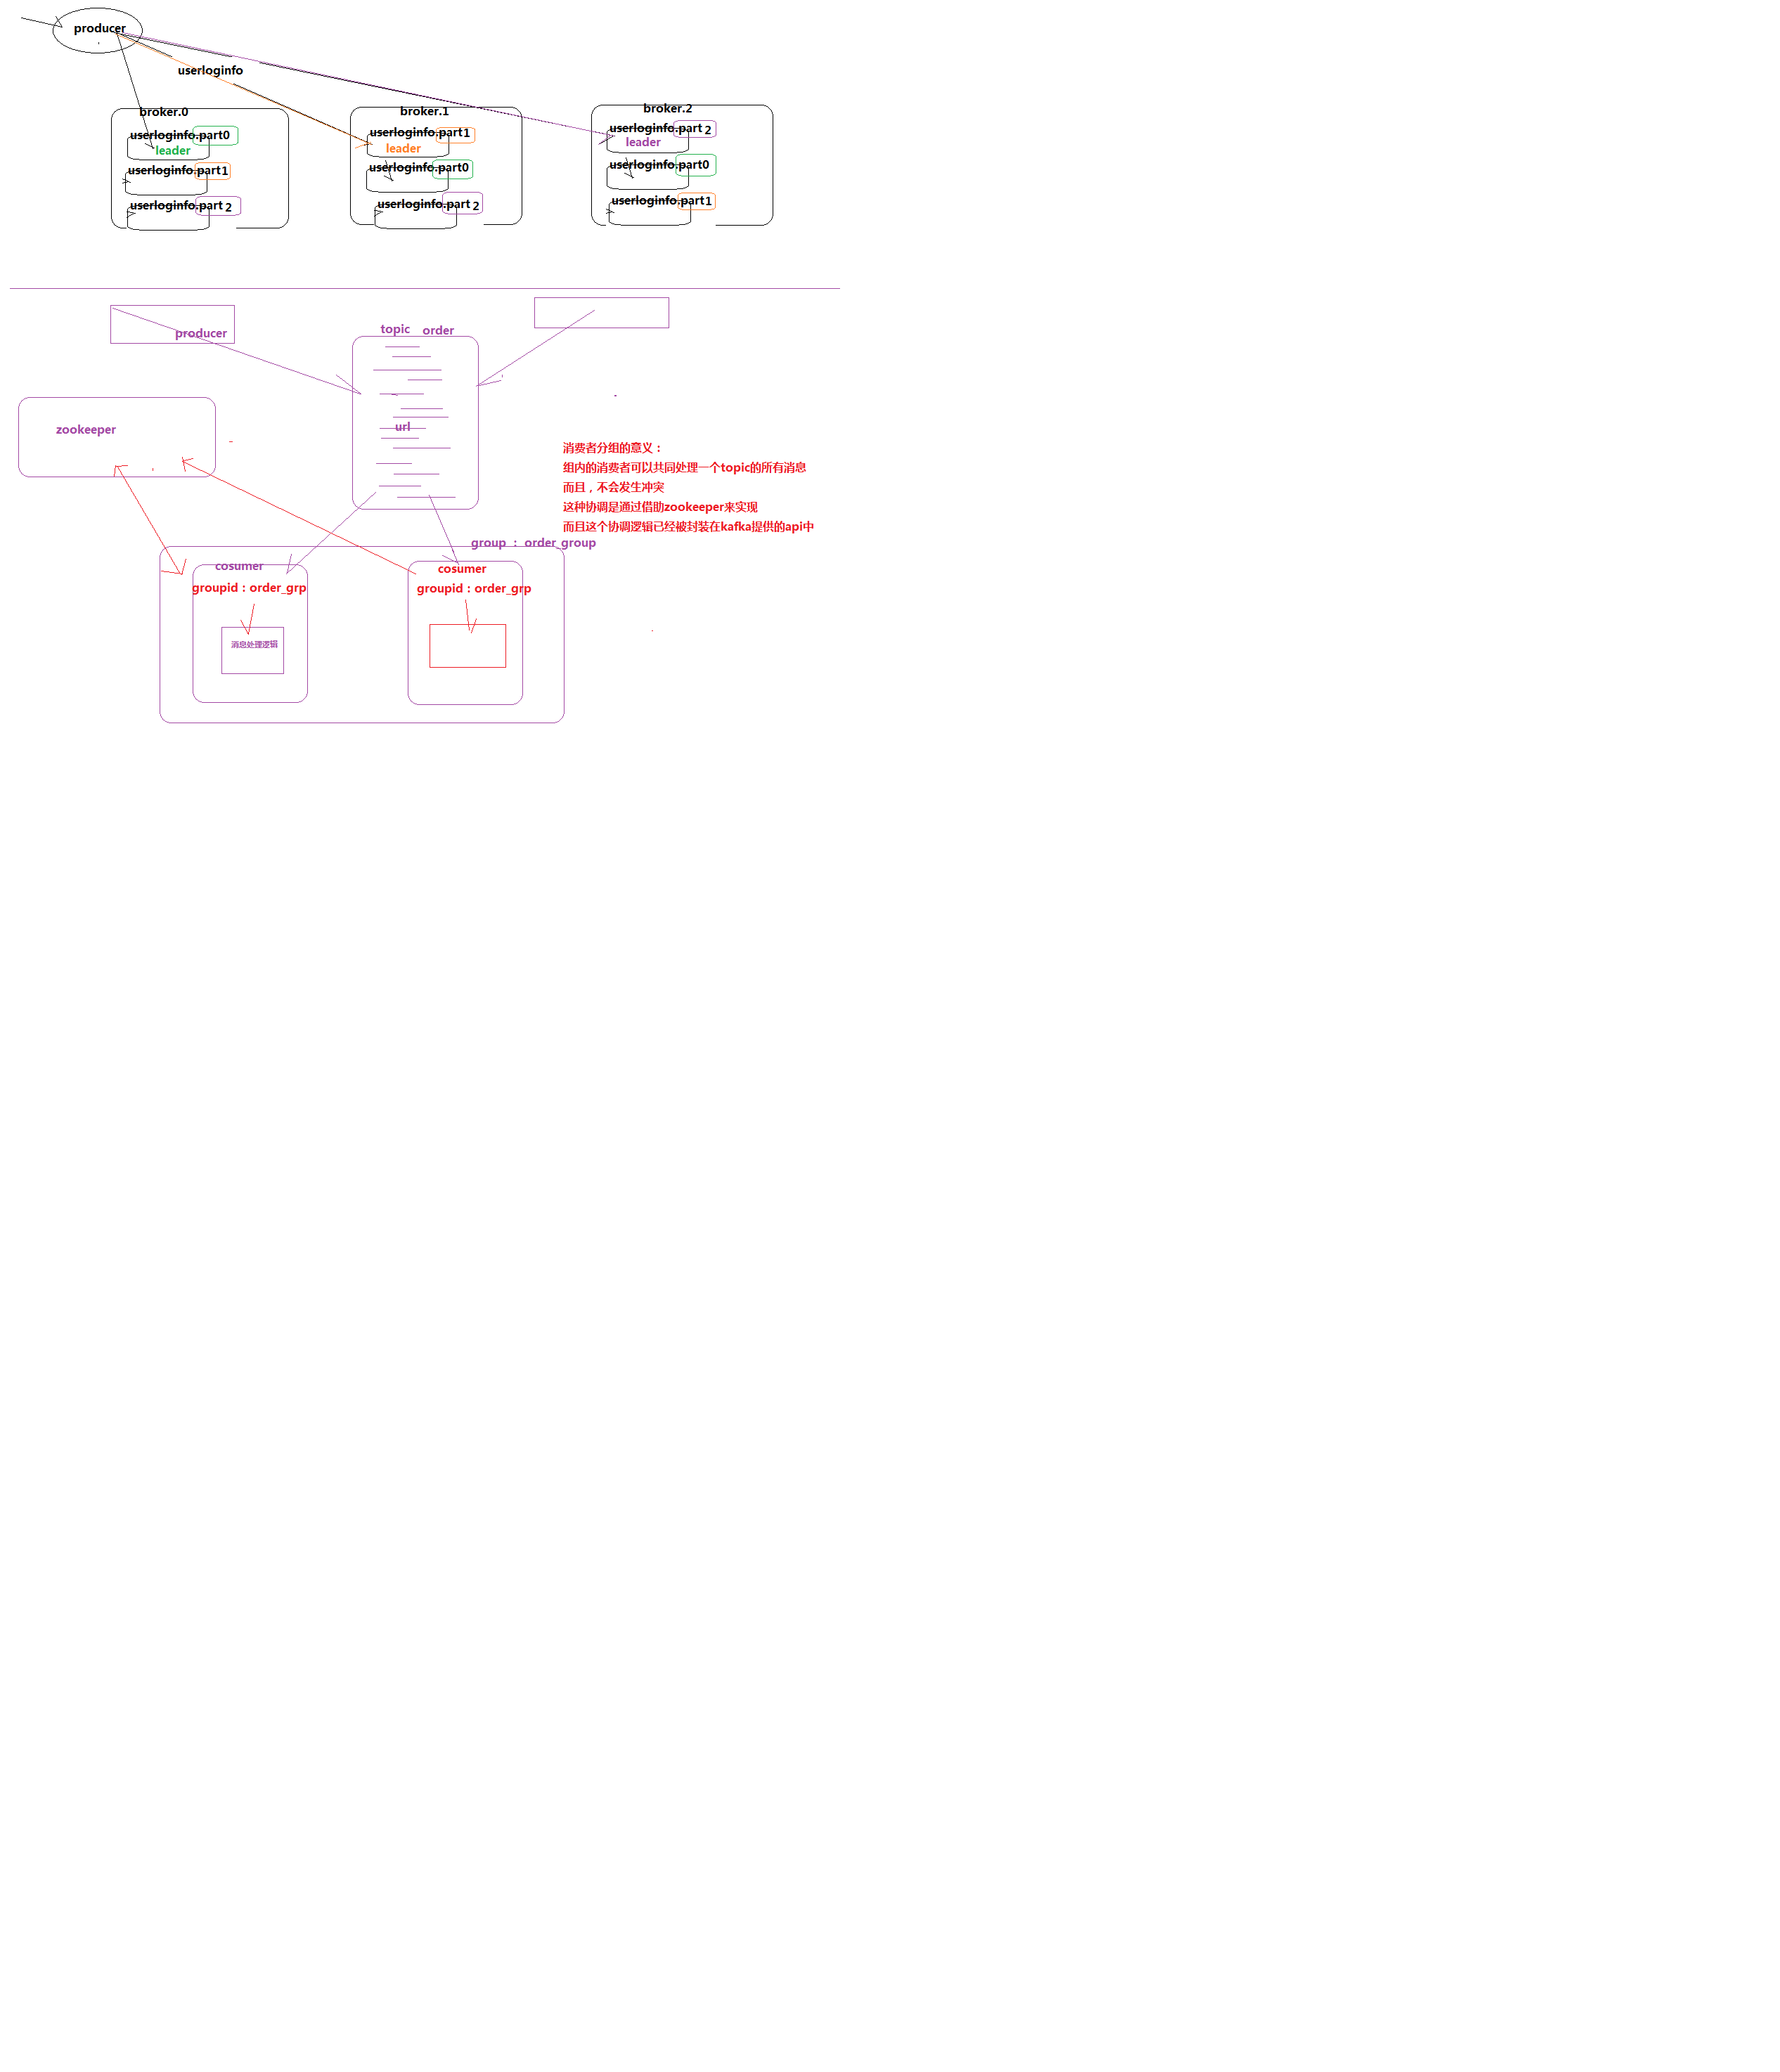 producer
userloginfo
broker.0
userloginfo.part0
leader
userloginfo.part1
userloginfo.part 2
broker.1
userloginfo.part1
leader
userloginfo.part0
userloginfo.part 2
broker.2
userloginfo.part 2
leader
userloginfo.part0
userloginfo.part1
producer
topic order
url
zookeeper
消费者分组的意义：
组内的消费者可以共同处理一个topic的所有消息
而且，不会发生冲突
这种协调是通过借助zookeeper来实现
而且这个协调逻辑已经被封装在kafka提供的api中
group ： order_group
cosumer
groupid：order_grp
消息处理逻辑
cosumer
groupid：order_grp